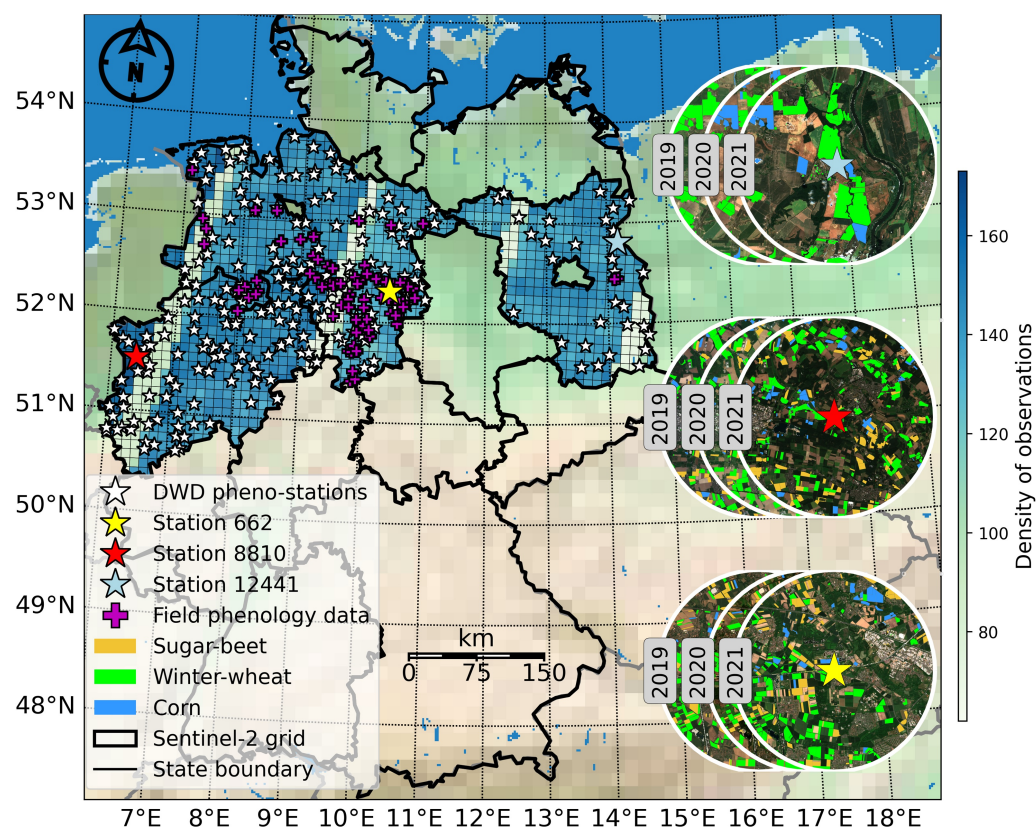 N
54°N
53°N
52°N
51°N
50°N
49°N
48°N
7°E 8°E 9°E 10°E 11°E 12°E 13°E 14°E 15°E 16°E 17°E 18°E
DWD pheno-stations
Station 662
Station 8810
Station 12441
Field phenology data
Sugar-beet
Winter-wheat
Corn
Sentinel-2 grid
State boundary
km
0 75 150
2019 2020 2021
2019 2020 2021
2019 2020 2021
160
140
120
100
80
Density of observations